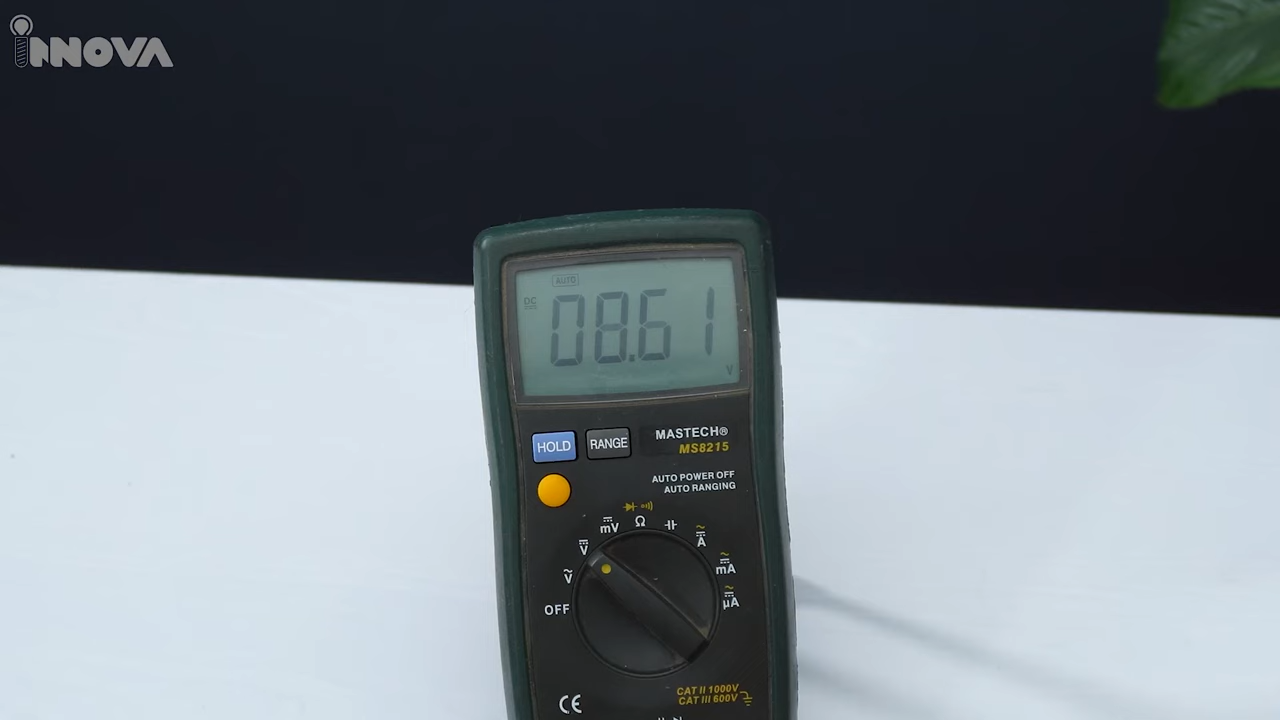 INNOVA
AUTO
DC
08.61
V
HOLD
RANGE
MASTECH®
MS8215
AUTO POWER OFF
AUTO RANGING
mV
Ω
V
A
V
mA
OFF
µA
CAT II 1000V
CAT III 600V
CE